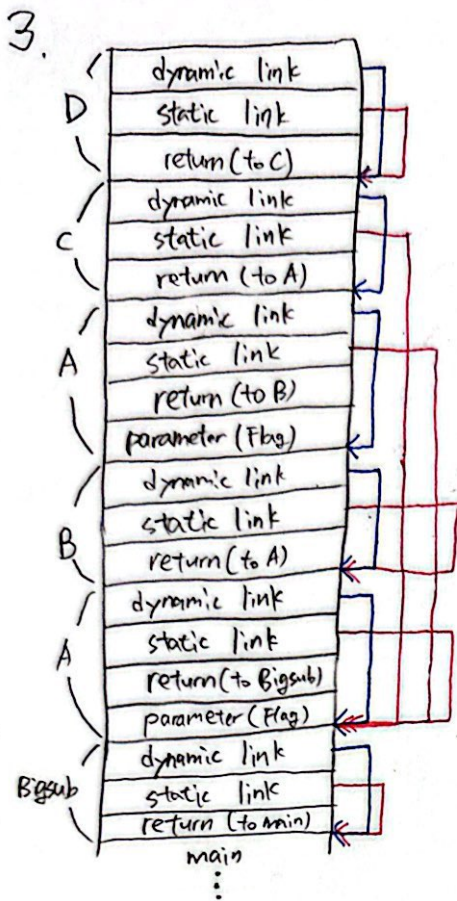 3.
D
dynamic link
static link
return (to C)
C
dynamic link
static link
return (to A)
A
dynamic link
static link
return (to B)
parameter (Flag)
B
dynamic link
static link
return (to A)
A
dynamic link
static link
return (to Bigsub)
parameter (Flag)
Bigsub
dynamic link
static link
return (to main)
main